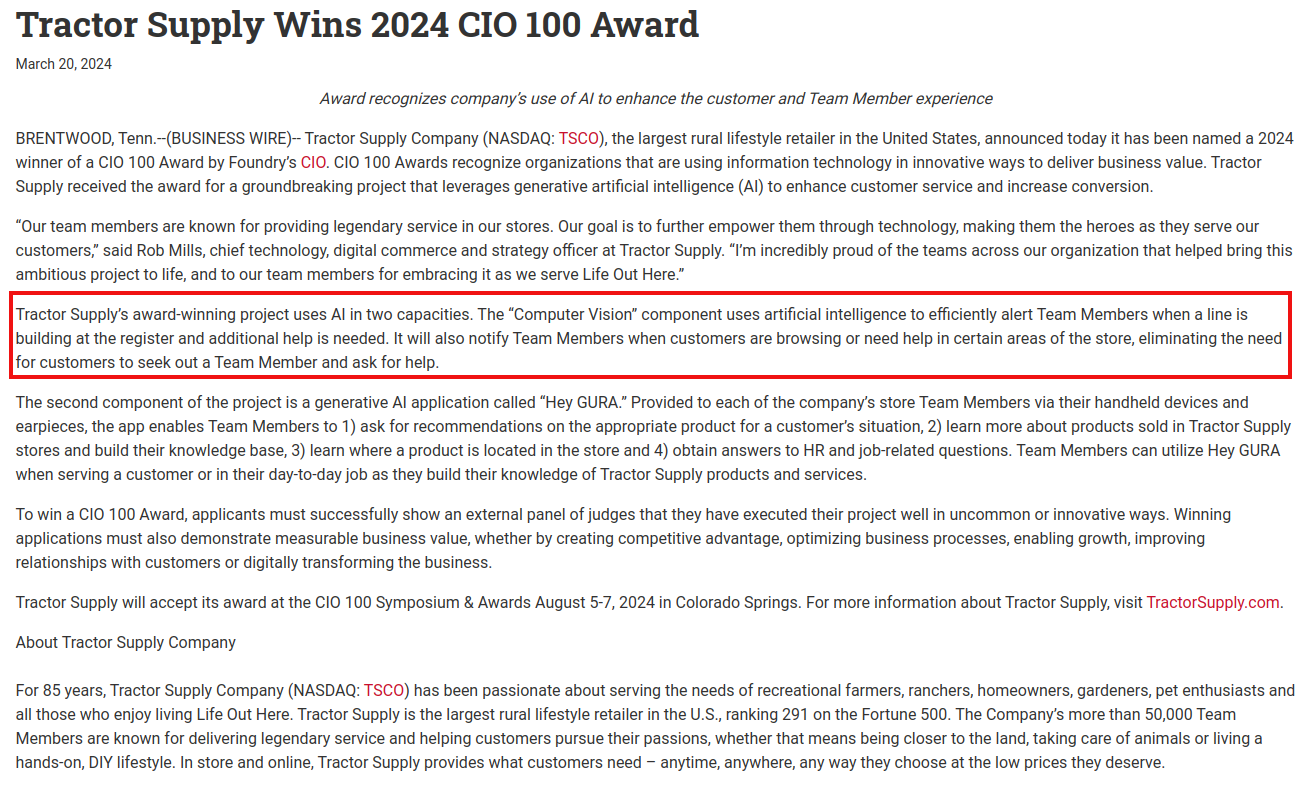 Tractor Supply Wins 2024 CIO 100 Award
March 20, 2024
Award recognizes company’s use of AI to enhance the customer and Team Member experience
BRENTWOOD, Tenn.--(BUSINESS WIRE)-- Tractor Supply Company (NASDAQ: TSCO), the largest rural lifestyle retailer in the United States, announced today it has been named a 2024
winner of a CIO 100 Award by Foundry’s CIO. CIO 100 Awards recognize organizations that are using information technology in innovative ways to deliver business value. Tractor
Supply received the award for a groundbreaking project that leverages generative artificial intelligence (AI) to enhance customer service and increase conversion.
“Our team members are known for providing legendary service in our stores. Our goal is to further empower them through technology, making them the heroes as they serve our
customers,” said Rob Mills, chief technology, digital commerce and strategy officer at Tractor Supply. “I’m incredibly proud of the teams across our organization that helped bring this
ambitious project to life, and to our team members for embracing it as we serve Life Out Here.”
Tractor Supply’s award-winning project uses AI in two capacities. The “Computer Vision” component uses artificial intelligence to efficiently alert Team Members when a line is
building at the register and additional help is needed. It will also notify Team Members when customers are browsing or need help in certain areas of the store, eliminating the need
for customers to seek out a Team Member and ask for help.
The second component of the project is a generative AI application called “Hey GURA.” Provided to each of the company’s store Team Members via their handheld devices and
earpieces, the app enables Team Members to 1) ask for recommendations on the appropriate product for a customer’s situation, 2) learn more about products sold in Tractor Supply
stores and build their knowledge base, 3) learn where a product is located in the store and 4) obtain answers to HR and job-related questions. Team Members can utilize Hey GURA
when serving a customer or in their day-to-day job as they build their knowledge of Tractor Supply products and services.
To win a CIO 100 Award, applicants must successfully show an external panel of judges that they have executed their project well in uncommon or innovative ways. Winning
applications must also demonstrate measurable business value, whether by creating competitive advantage, optimizing business processes, enabling growth, improving
relationships with customers or digitally transforming the business.
Tractor Supply will accept its award at the CIO 100 Symposium & Awards August 5-7, 2024 in Colorado Springs. For more information about Tractor Supply, visit TractorSupply.com.
About Tractor Supply Company
For 85 years, Tractor Supply Company (NASDAQ: TSCO) has been passionate about serving the needs of recreational farmers, ranchers, homeowners, gardeners, pet enthusiasts and
all those who enjoy living Life Out Here. Tractor Supply is the largest rural lifestyle retailer in the U.S., ranking 291 on the Fortune 500. The Company’s more than 50,000 Team
Members are known for delivering legendary service and helping customers pursue their passions, whether that means being closer to the land, taking care of animals or living a
hands-on, DIY lifestyle. In store and online, Tractor Supply provides what customers need – anytime, anywhere, any way they choose at the low prices they deserve.